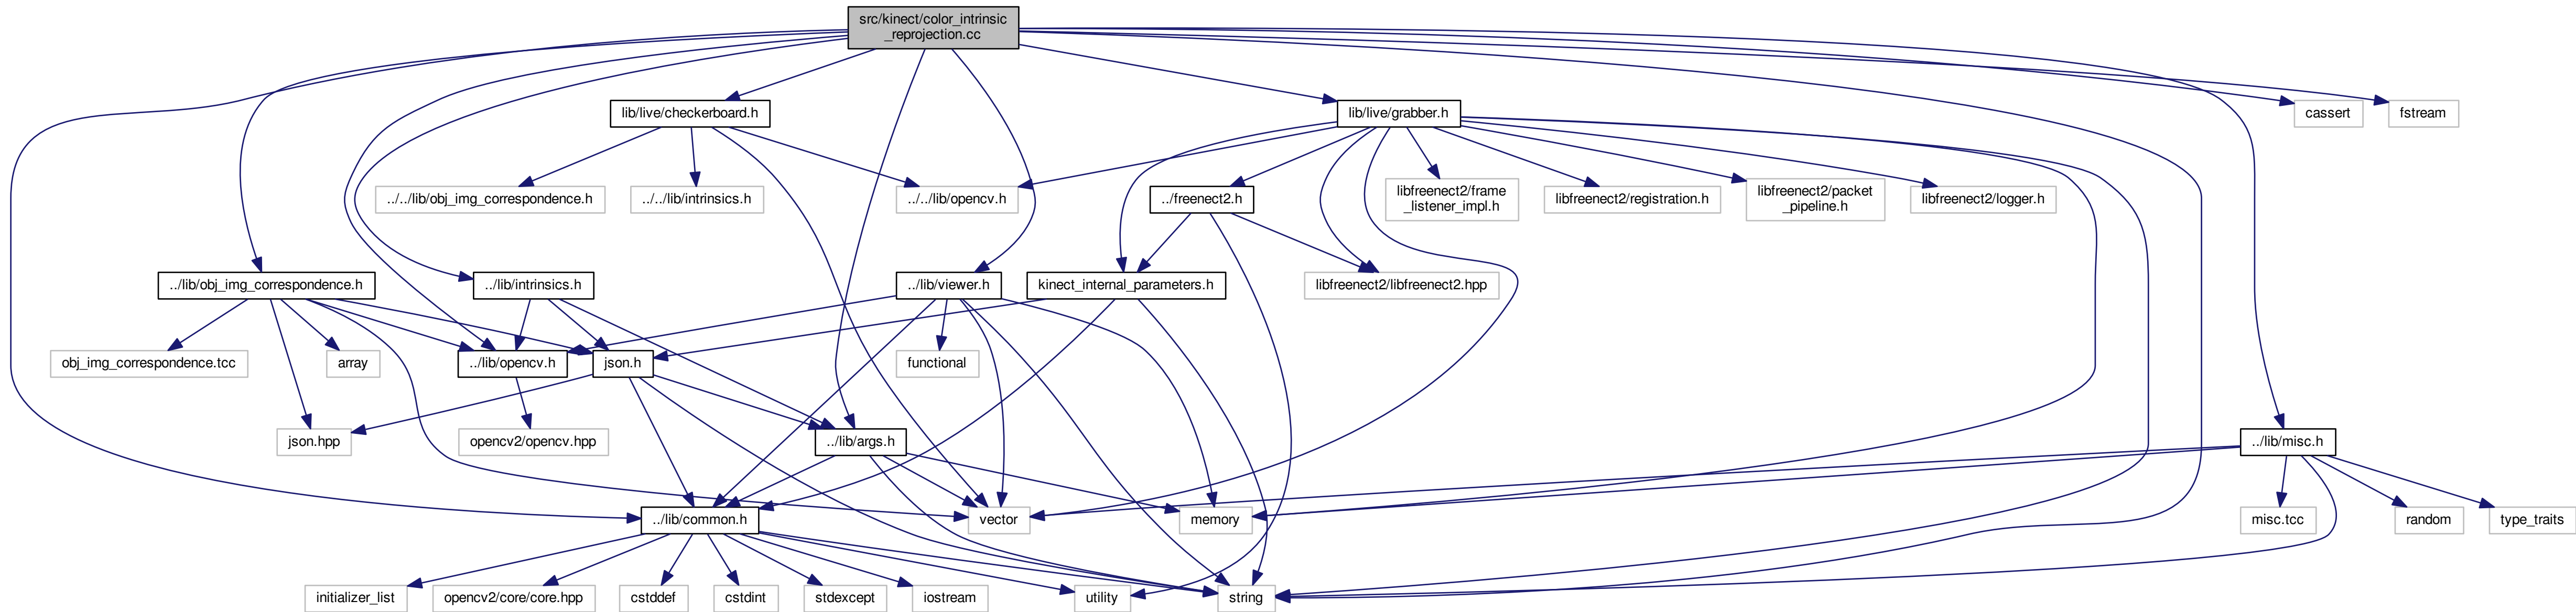 src/kinect/color_intrinsic
_reprojection.cc
lib/live/checkerboard.h
lib/live/grabber.h
cassert
fstream
../../lib/obj_img_correspondence.h
../../lib/intrinsics.h
../../lib/opencv.h
../freenect2.h
libfreenect2/frame
_listener_impl.h
libfreenect2/registration.h
libfreenect2/packet
_pipeline.h
libfreenect2/logger.h
../lib/obj_img_correspondence.h
../lib/intrinsics.h
../lib/viewer.h
kinect_internal_parameters.h
libfreenect2/libfreenect2.hpp
obj_img_correspondence.tcc
array
../lib/opencv.h
json.h
functional
json.hpp
opencv2/opencv.hpp
../lib/args.h
../lib/misc.h
../lib/common.h
vector
memory
misc.tcc
random
type_traits
initializer_list
opencv2/core/core.hpp
cstddef
cstdint
stdexcept
iostream
utility
string